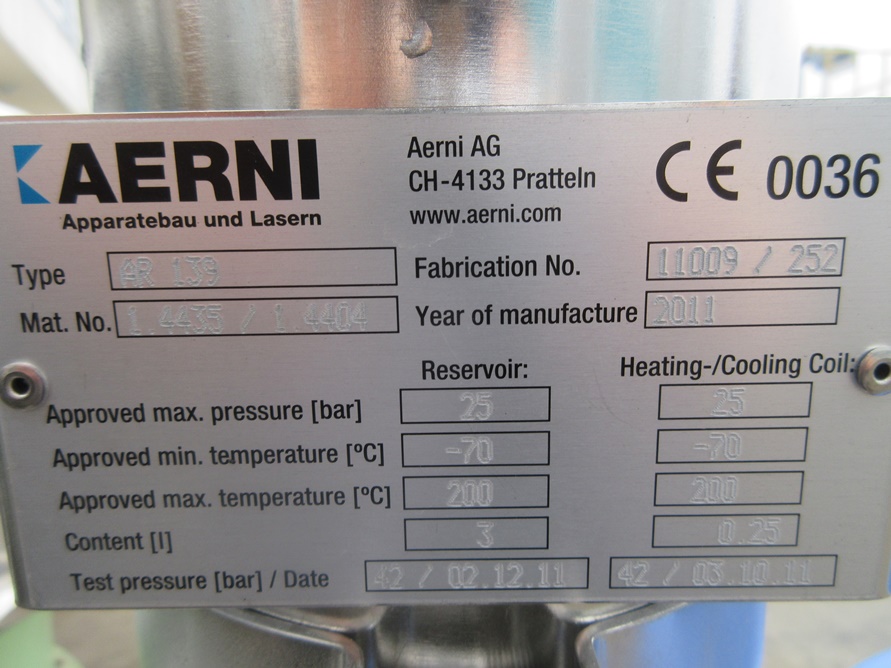 AERNI
Apparatebau und Lasern
Aerni AG
CH-4133 Pratteln
www.aerni.com
CE 0036
Type AR 139
Fabrication No. 11009 / 252
Mat. No. 1.4435 / 1.4404
Year of manufacture 2011
Reservoir: Heating-/Cooling Coil:
Approved max. pressure [bar] 25 25
Approved min. temperature [ºC] -70 -70
Approved max. temperature [ºC] 200 200
Content [l] 3 0.25
Test pressure [bar] / Date 42 / 02.12.11 42 / 03.10.11